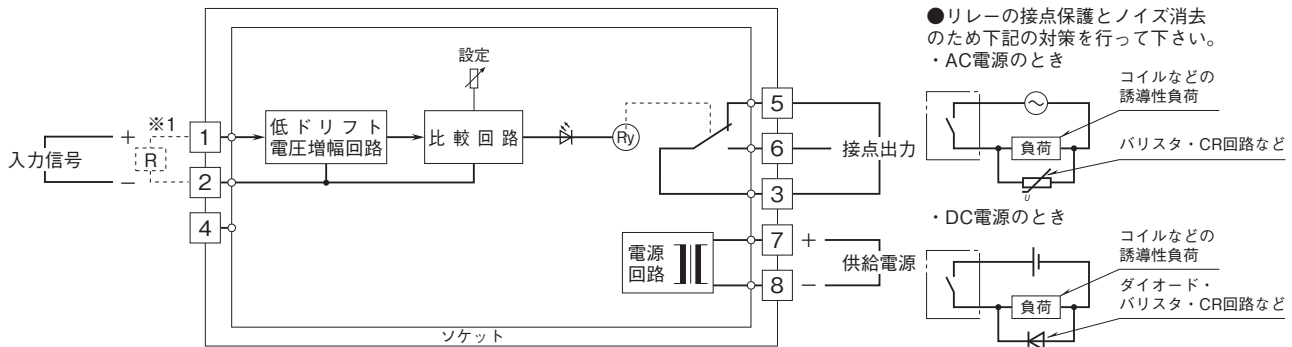 入力信号
+
−
※1
R
1
2
4
低ドリフト
電圧増幅回路
設定
比較回路
Ry
5
6
3
接点出力
電源
回路
7
8
+
−
供給電源
ソケット
●リレーの接点保護とノイズ消去
のため下記の対策を行って下さい。
・AC電源のとき
コイルなどの
誘導性負荷
負荷
バリスタ・CR回路など
U
・DC電源のとき
コイルなどの
誘導性負荷
負荷
ダイオード・
バリスタ・CR回路など